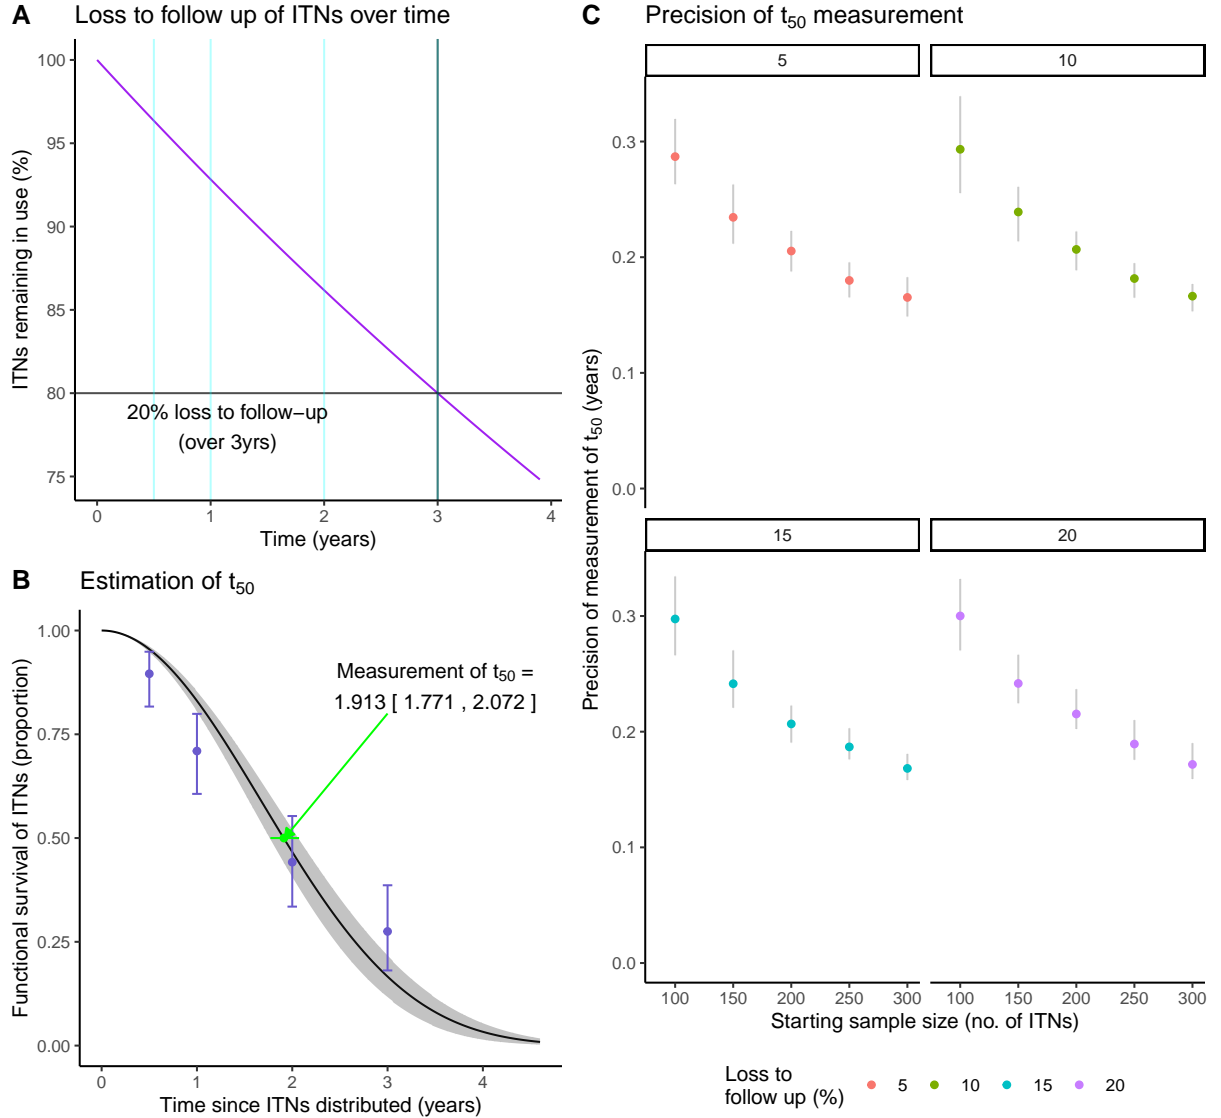 A Loss to follow up of ITNs over time
ITNs remaining in use (%)
100
95
90
85
80
75
20% loss to follow−up
(over 3yrs)
0 1 2 3 4
Time (years)
B Estimation of t50
Functional survival of ITNs (proportion)
1.00
0.75
0.50
0.25
0.00
Measurement of t50 =
1.913 [ 1.771 , 2.072 ]
0 1 2 3 4
Time since ITNs distributed (years)
C Precision of t50 measurement
Precision of measurement of t50 (years)
5 10
0.3
0.2
0.1
0.0
15 20
0.3
0.2
0.1
0.0
100 150 200 250 300 100 150 200 250 300
Starting sample size (no. of ITNs)
Loss to
follow up (%)
5 10 15 20